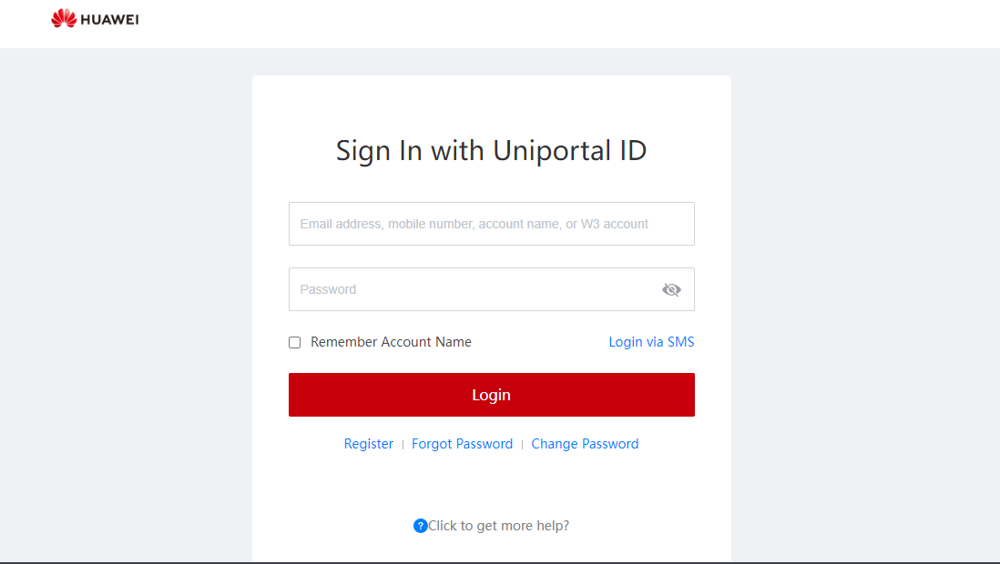 HUAWEI
Sign In with Uniportal ID
Email address, mobile number, account name, or W3 account
Password
Remember Account Name Login via SMS
Login
Register | Forgot Password | Change Password
?Click to get more help?